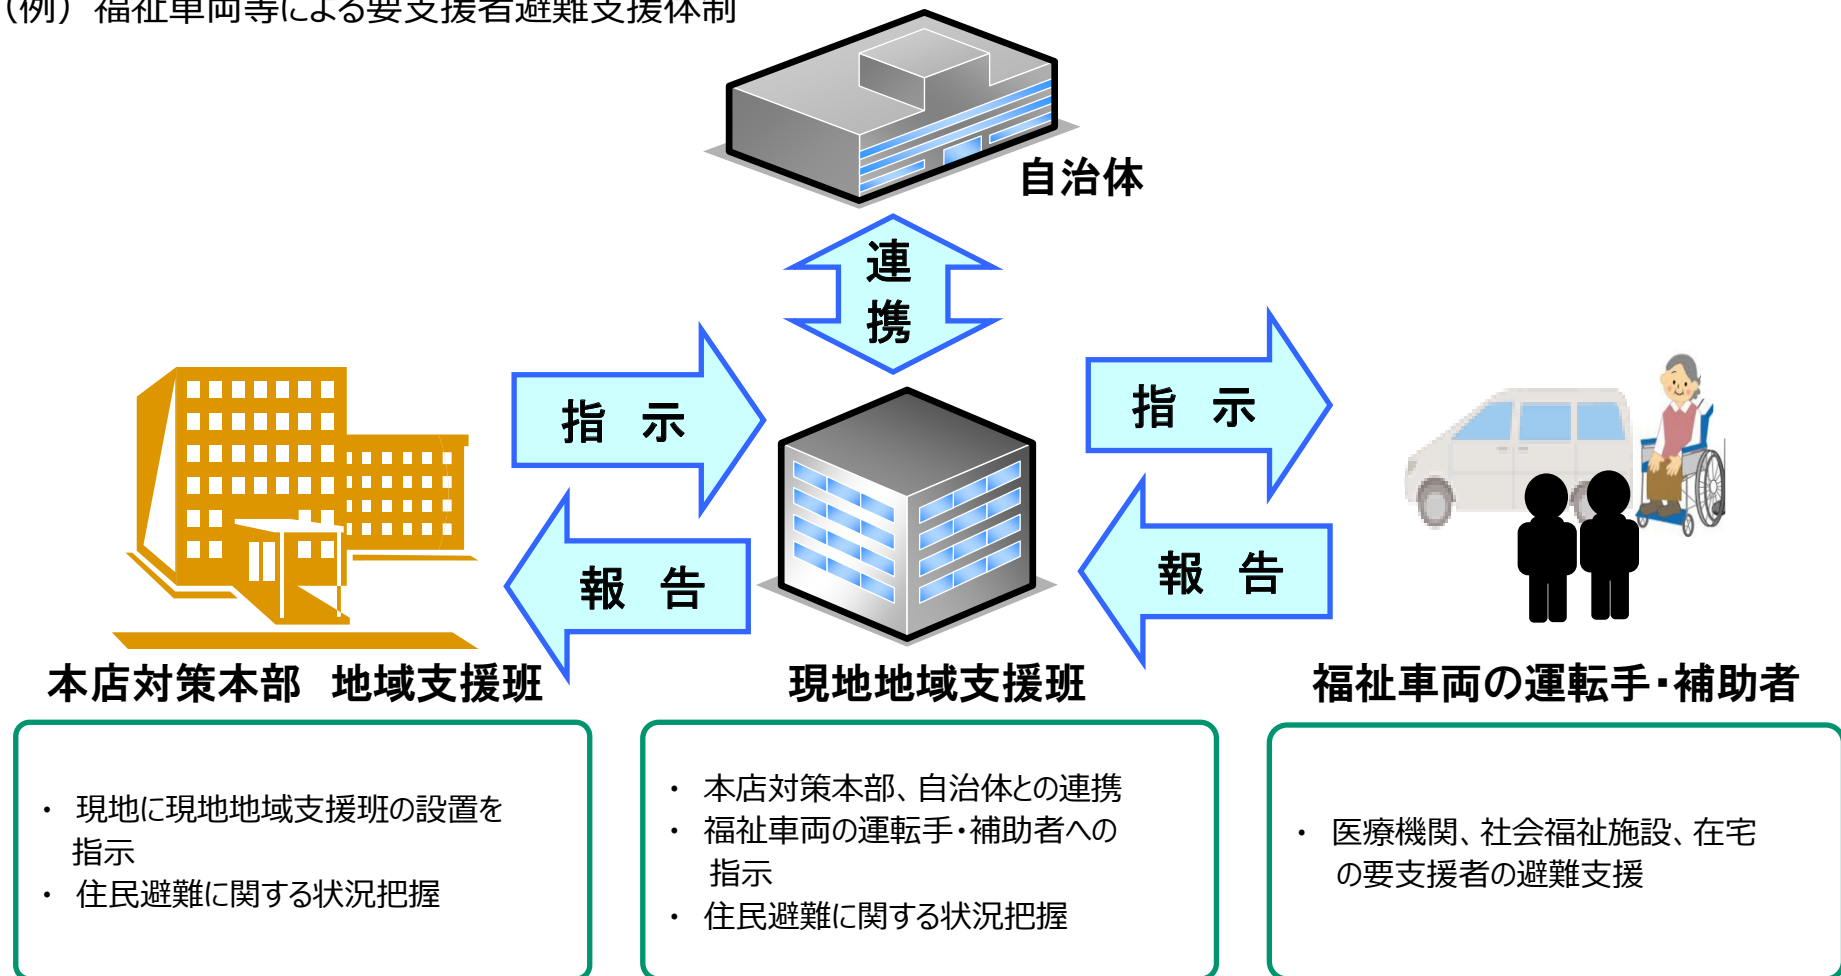 （例）福祉車両等による要支援者避難支援体制
自治体
連
携
指 示
指 示
報 告
報 告
本店対策本部 地域支援班
現地地域支援班
福祉車両の運転手・補助者
・ 現地に現地地域支援班の設置を
指示
・ 住民避難に関する状況把握
・ 本店対策本部、自治体との連携
・ 福祉車両の運転手・補助者への
指示
・ 住民避難に関する状況把握
・ 医療機関、社会福祉施設、在宅
の要支援者の避難支援